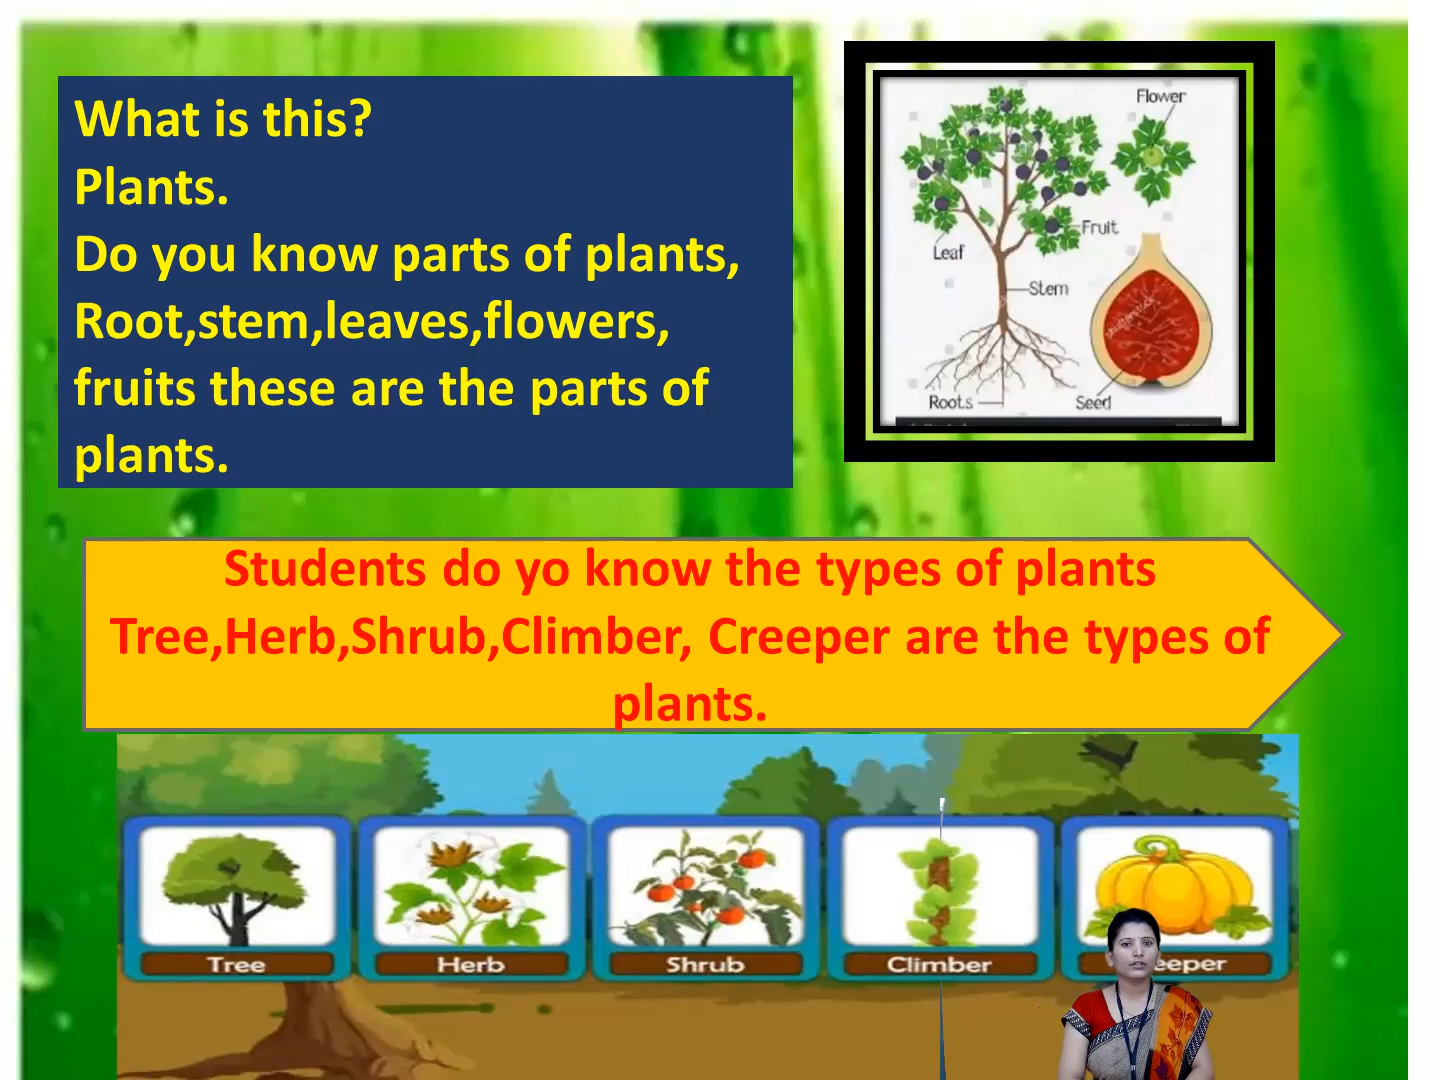 What is this?
Plants.
Do you know parts of plants,
Root,stem,leaves,flowers,
fruits these are the parts of
plants.
Flower
Fruit
Leaf
Stem
Roots
Seed
Students do yo know the types of plants
Tree,Herb,Shrub,Climber, Creeper are the types of
plants.
Tree
Herb
Shrub
Climber
eeper